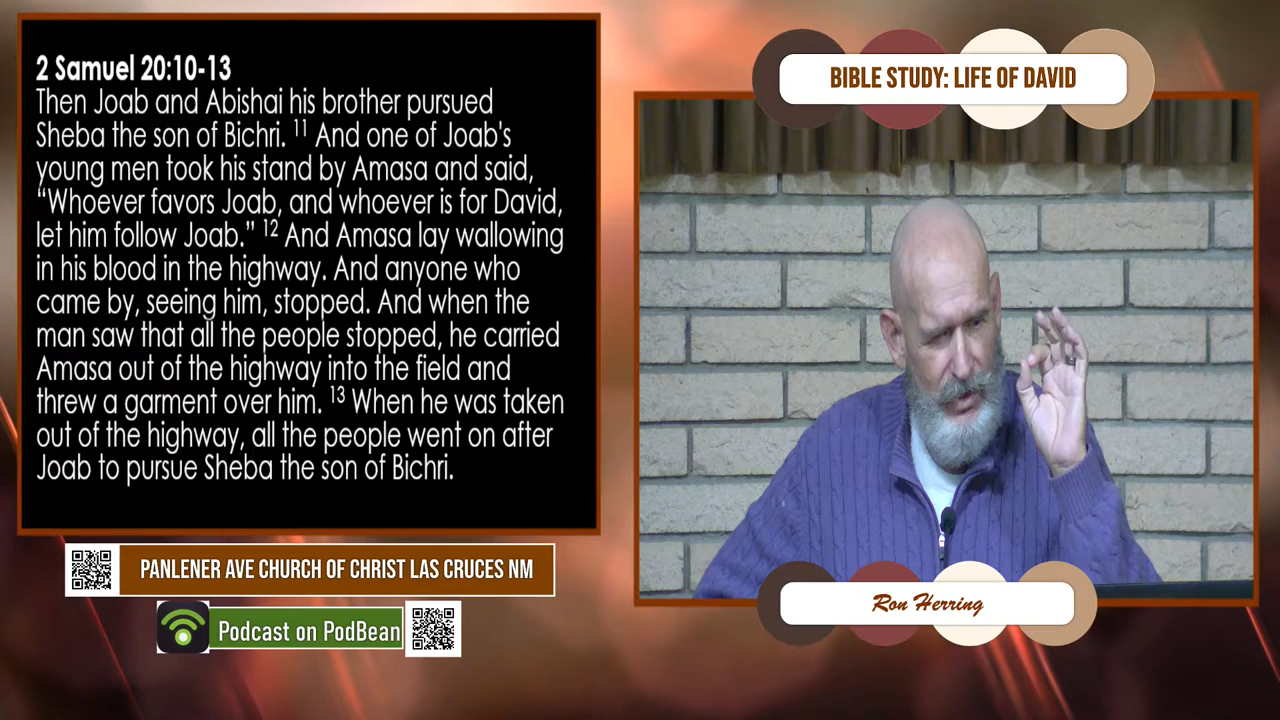 2 Samuel 20:10-13
Then Joab and Abishai his brother pursued
Sheba the son of Bichri. ¹¹ And one of Joab's
young men took his stand by Amasa and said,
“Whoever favors Joab, and whoever is for David,
let him follow Joab.” ¹² And Amasa lay wallowing
in his blood in the highway. And anyone who
came by, seeing him, stopped. And when the
man saw that all the people stopped, he carried
Amasa out of the highway into the field and
threw a garment over him. ¹³ When he was taken
out of the highway, all the people went on after
Joab to pursue Sheba the son of Bichri.
PANLENER AVE CHURCH OF CHRIST LAS CRUCES NM
Podcast on PodBean
BIBLE STUDY: LIFE OF DAVID
Ron Herring